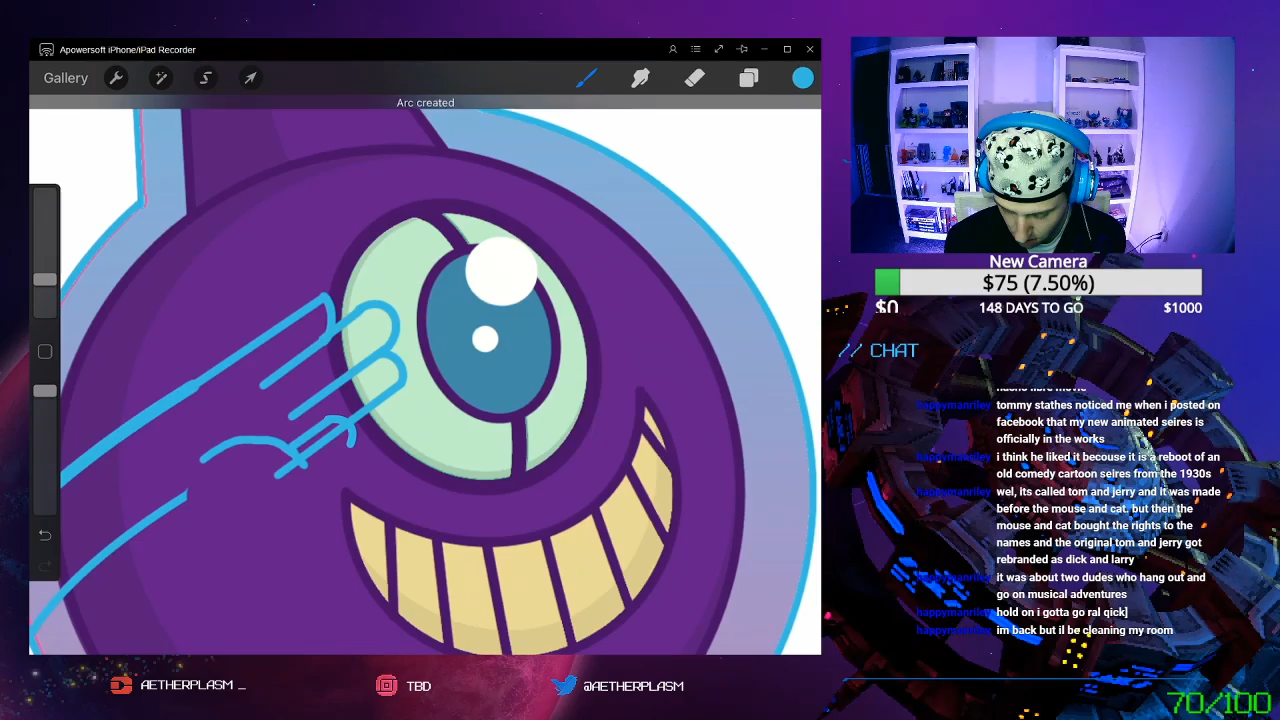 Apowersoft iPhone/iPad Recorder
Gallery
Arc created
New Camera
$75 (7.50%)
$0
148 DAYS TO GO
$1000
// CHAT
happymanriley tommy stathes noticed me when i posted on
facebook that my new animated seires is
officially in the works
happymanriley i think he liked it becouse it is a reboot of an
old comedy cartoon seires from the 1930s
happymanriley wel, its called tom and jerry and it was made
before the mouse and cat. but then the
mouse and cat bought the rights to the
names and the original tom and jerry got
rebranded as dick and larry
happymanriley it was about two dudes who hang out and
go on musical adventures
happymanriley hold on i gotta go ral qick]
happymanriley im back but il be cleaning my room
AETHERPLASM _
TBD
@AETHERPLASM
70/100